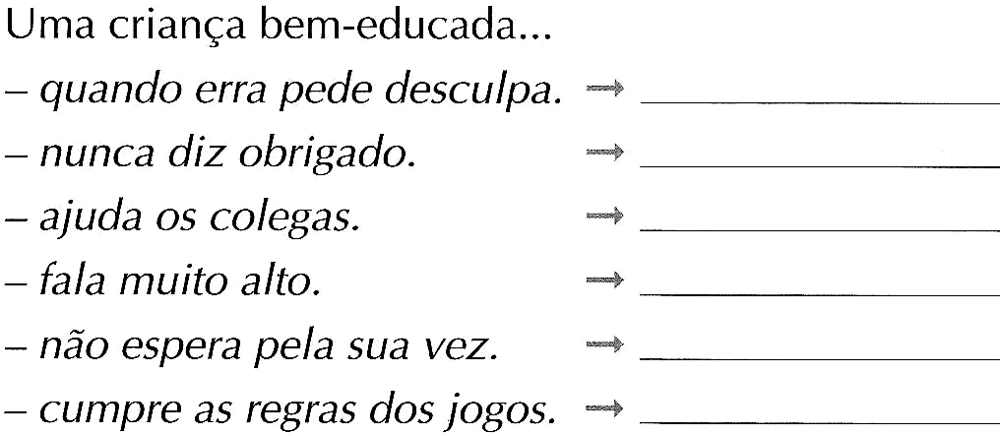 Uma criança bem-educada...
– quando erra pede desculpa. → ____________
– nunca diz obrigado. → ____________
– ajuda os colegas. → ____________
– fala muito alto. → ____________
– não espera pela sua vez. → ____________
– cumpre as regras dos jogos. → ____________